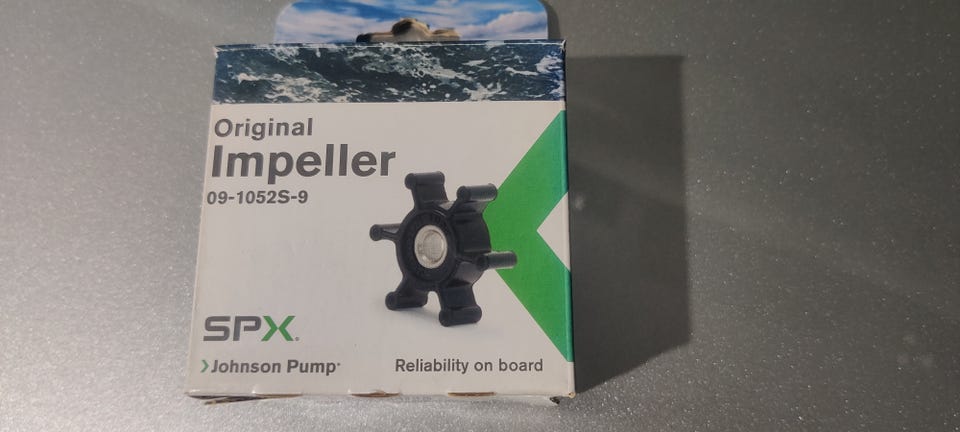 Original
Impeller
09-1052S-9
SPX
Johnson Pump
Reliability on board